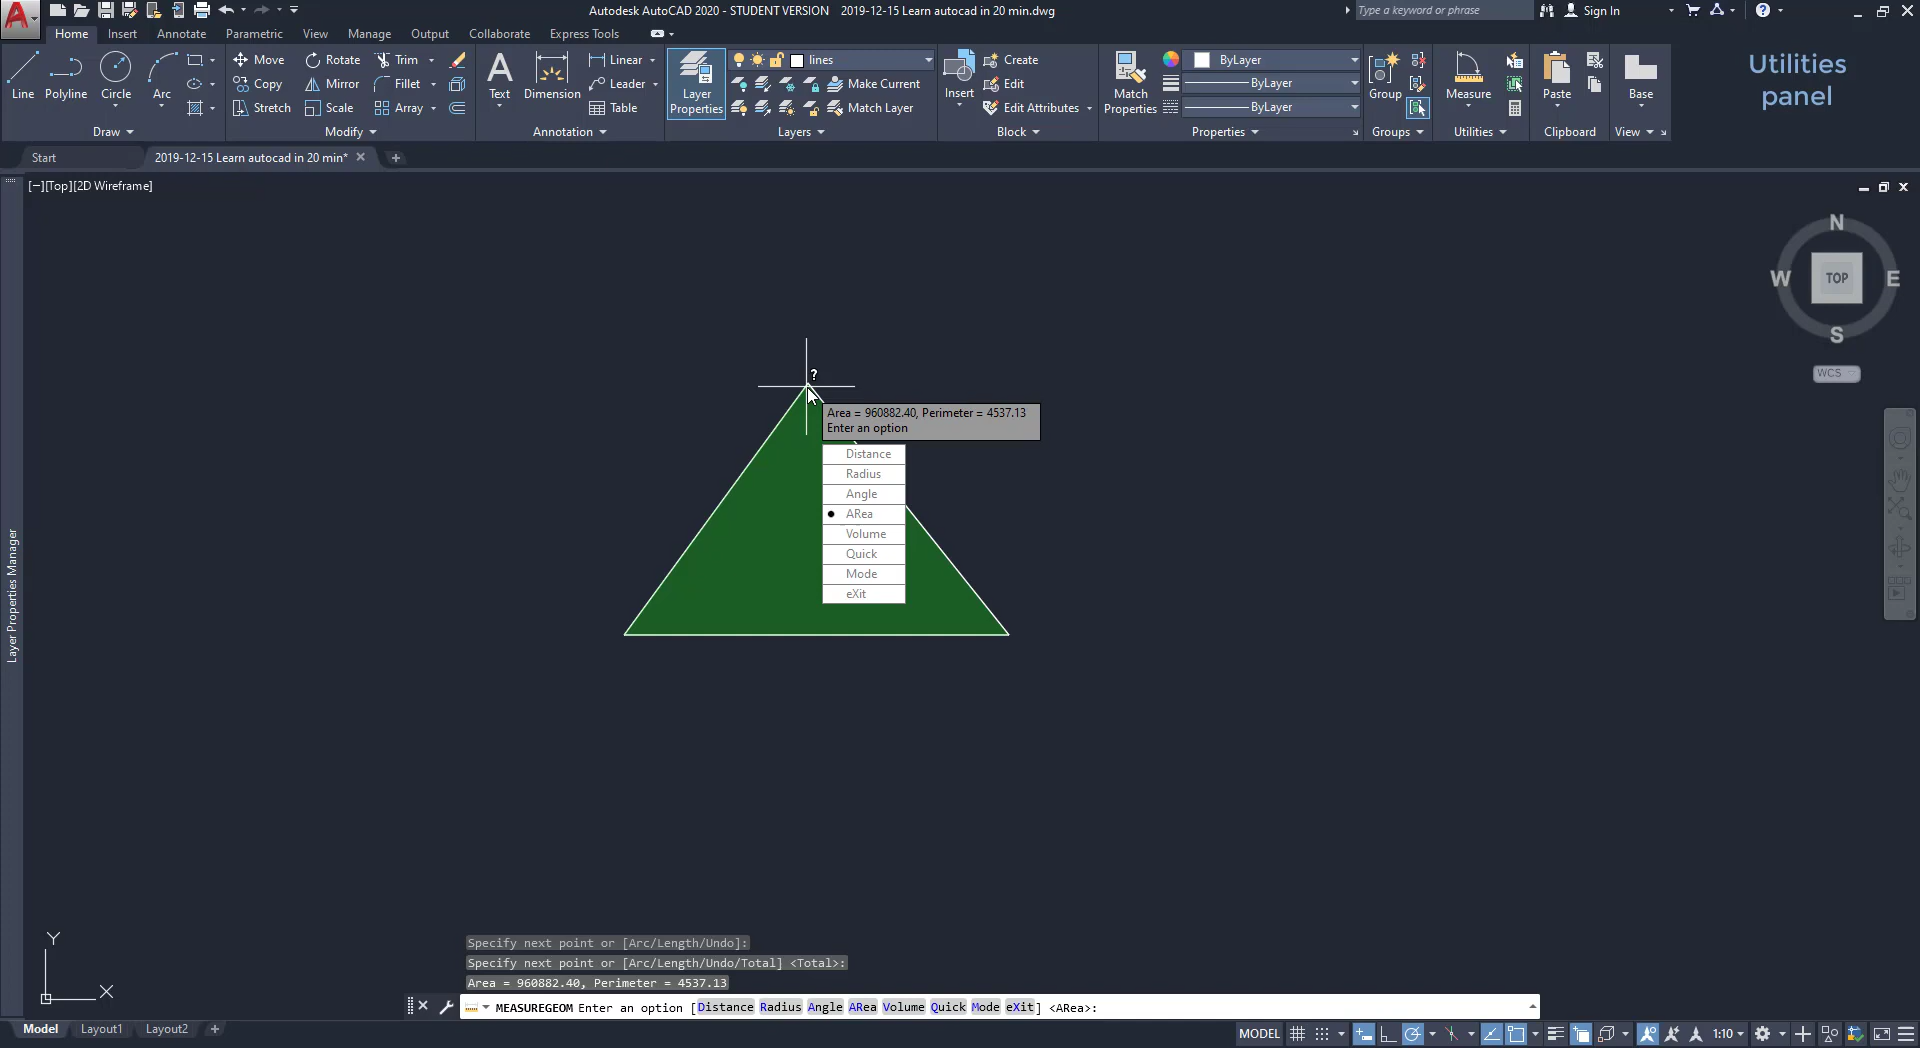 A
Autodesk AutoCAD 2020 - STUDENT VERSION 2019-12-15 Learn autocad in 20 min.dwg
Type a keyword or phrase
Sign In
Home Insert Annotate Parametric View Manage Output Collaborate Express Tools
Line Polyline Circle Arc
Move Rotate Trim
Copy Mirror Fillet
Stretch Scale Array
Text Dimension
Linear
Leader
Table
Layer Properties
lines
Make Current
Match Layer
Insert
Create
Edit
Edit Attributes
Match Properties
ByLayer
ByLayer
ByLayer
Group
Measure
Paste
Base
Draw Modify Annotation Layers Block Properties Groups Utilities Clipboard View
Utilities
panel
Start 2019-12-15 Learn autocad in 20 min*
[−][Top][2D Wireframe]
N
W TOP E
S
WCS
?
Area = 960882.40, Perimeter = 4537.13
Enter an option
Distance
Radius
Angle
ARea
Volume
Quick
Mode
eXit
Layer Properties Manager
Y
X
Specify next point or [Arc/Length/Undo]:
Specify next point or [Arc/Length/Undo/Total] <Total>:
Area = 960882.40, Perimeter = 4537.13
MEASUREGEOM Enter an option [Distance Radius Angle ARea Volume Quick Mode eXit] <ARea>:
Model Layout1 Layout2
MODEL 1:10